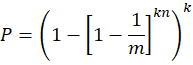 P = (1 − [1 − 1/m]^{kn})^k